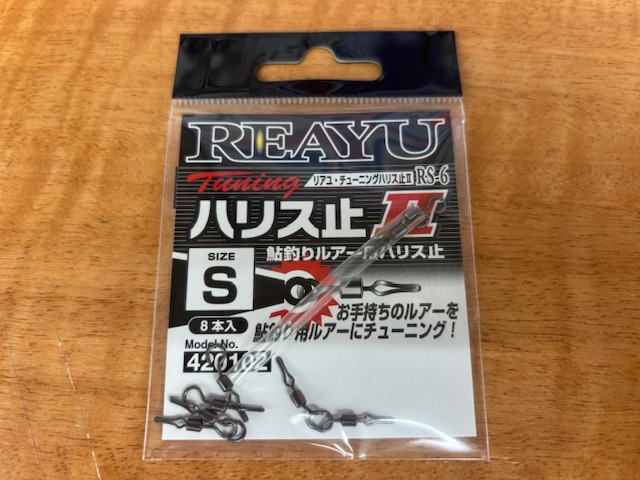 REAYU
Tuning リアユ・チューニングハリス止Ⅱ RS-6
ハリス止Ⅱ
鮎釣りルアー用ハリス止
SIZE
S
お手持ちのルアーを
鮎釣り用ルアーにチューニング！
8本入
Model No.
420102